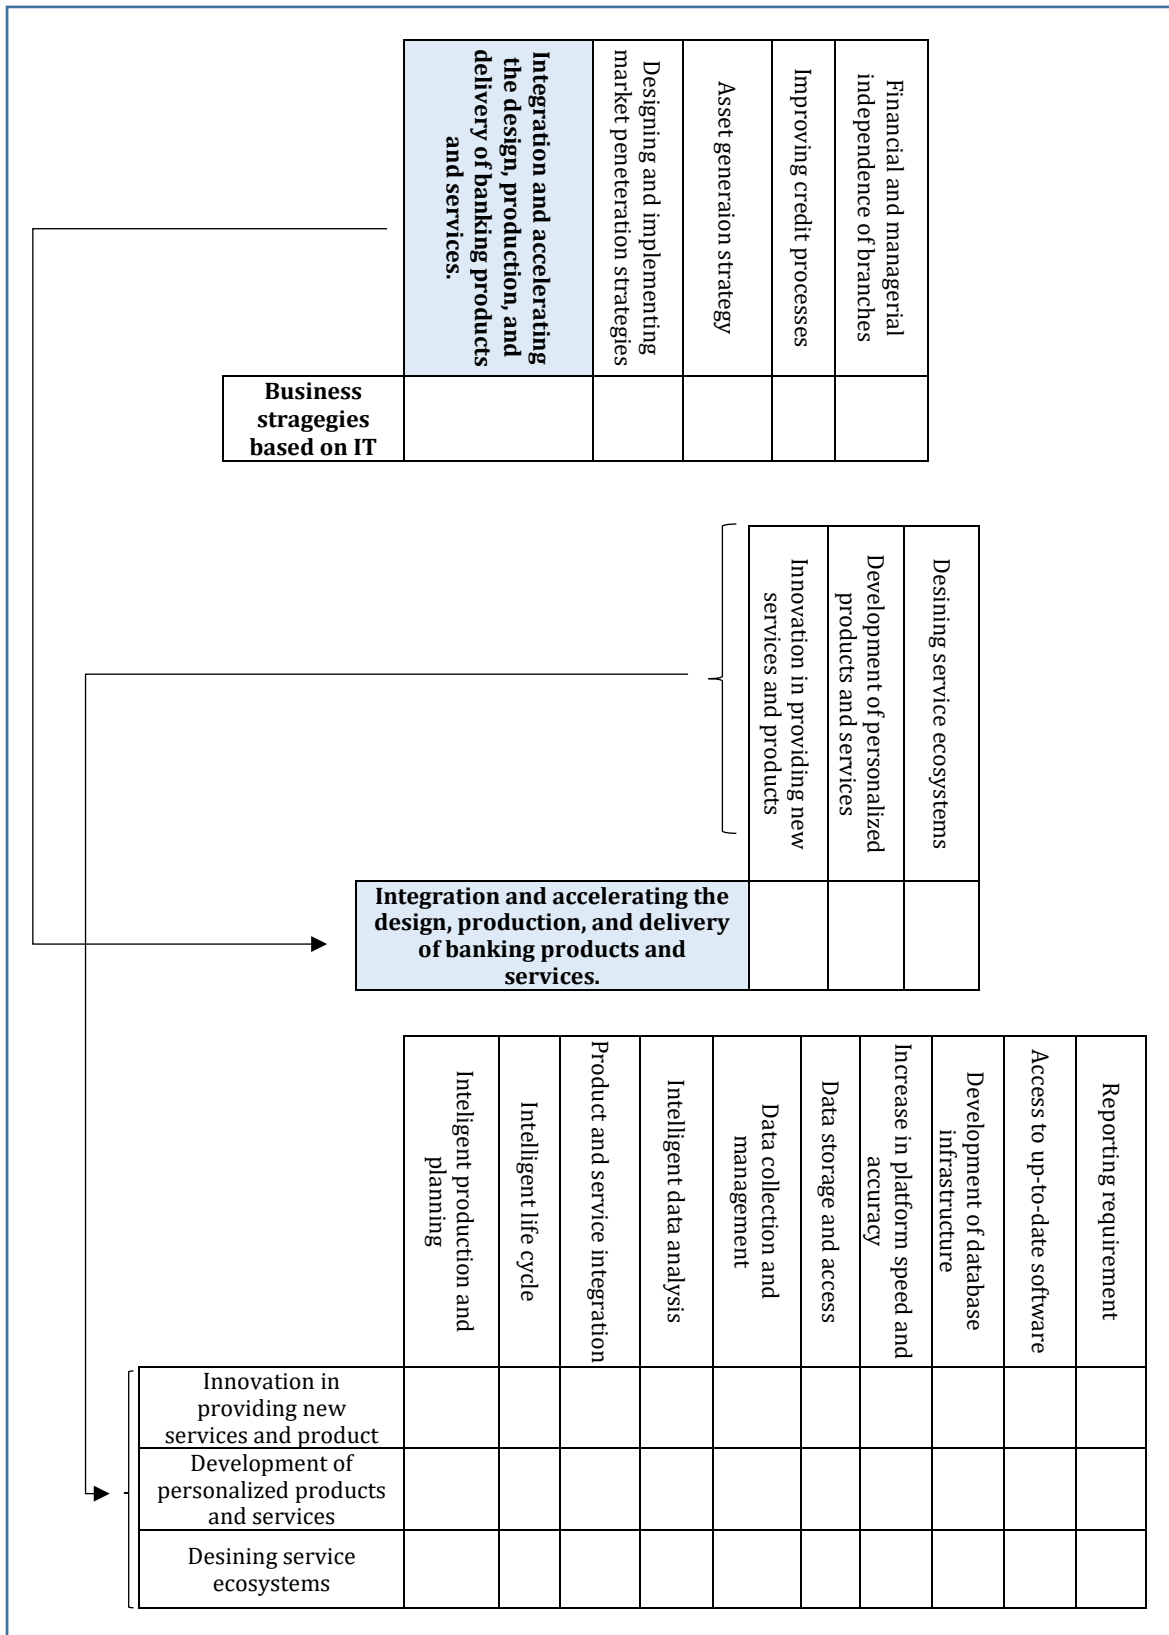 Integration and accelerating
the design, production, and
delivery of banking products
and services.
Designing and implementing
market peneteration strategies
Asset generaion strategy
Improving credit processes
Financial and managerial
independence of branches
Business
stragegies
based on IT
Innovation in providing new
services and products
Development of personalized
products and services
Desining service ecosystems
Integration and accelerating the
design, production, and delivery
of banking products and
services.
Inteligent production and
planning
Intelligent life cycle
Product and service integration
Intelligent data analysis
Data collection and
management
Data storage and access
Increase in platform speed and
accuracy
Development of database
infrastructure
Access to up-to-date software
Reporting requirement
Innovation in
providing new
services and product
Development of
personalized products
and services
Desining service
ecosystems